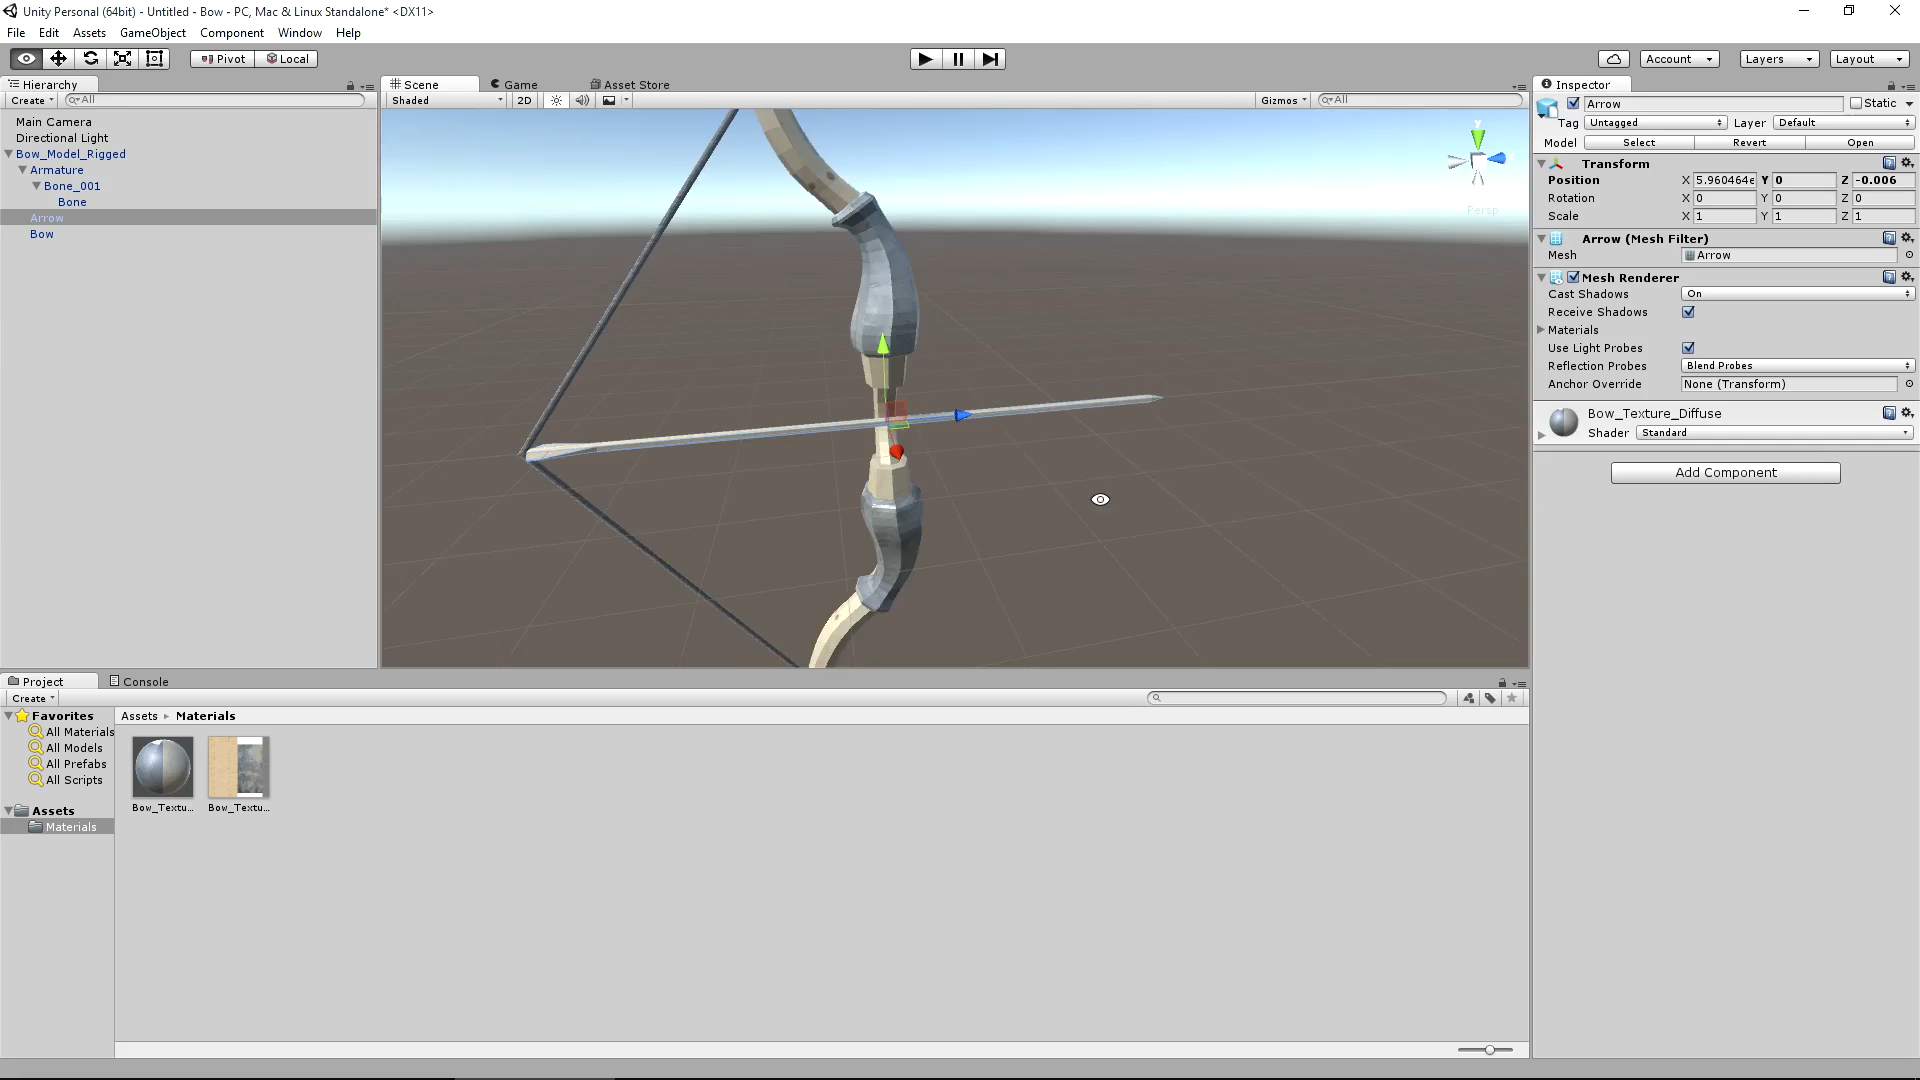 Unity Personal (64bit) - Untitled - Bow - PC, Mac & Linux Standalone* <DX11>
File Edit Assets GameObject Component Window Help
Pivot Local Account Layers Layout
Hierarchy
Create All
Main Camera
Directional Light
Bow_Model_Rigged
Armature
Bone_001
Bone
Arrow
Bow
Scene Game Asset Store
Shaded 2D Gizmos All
y
Persp
Inspector
Arrow Static
Tag Untagged Layer Default
Model Select Revert Open
Transform
Position X 5.960464e Y 0 Z -0.006
Rotation X 0 Y 0 Z 0
Scale X 1 Y 1 Z 1
Arrow (Mesh Filter)
Mesh Arrow
Mesh Renderer
Cast Shadows On
Receive Shadows
Materials
Use Light Probes
Reflection Probes Blend Probes
Anchor Override None (Transform)
Bow_Texture_Diffuse
Shader Standard
Add Component
Project Console
Create
Favorites
All Materials
All Models
All Prefabs
All Scripts
Assets
Materials
Assets Materials
Bow_Textu... Bow_Textu...